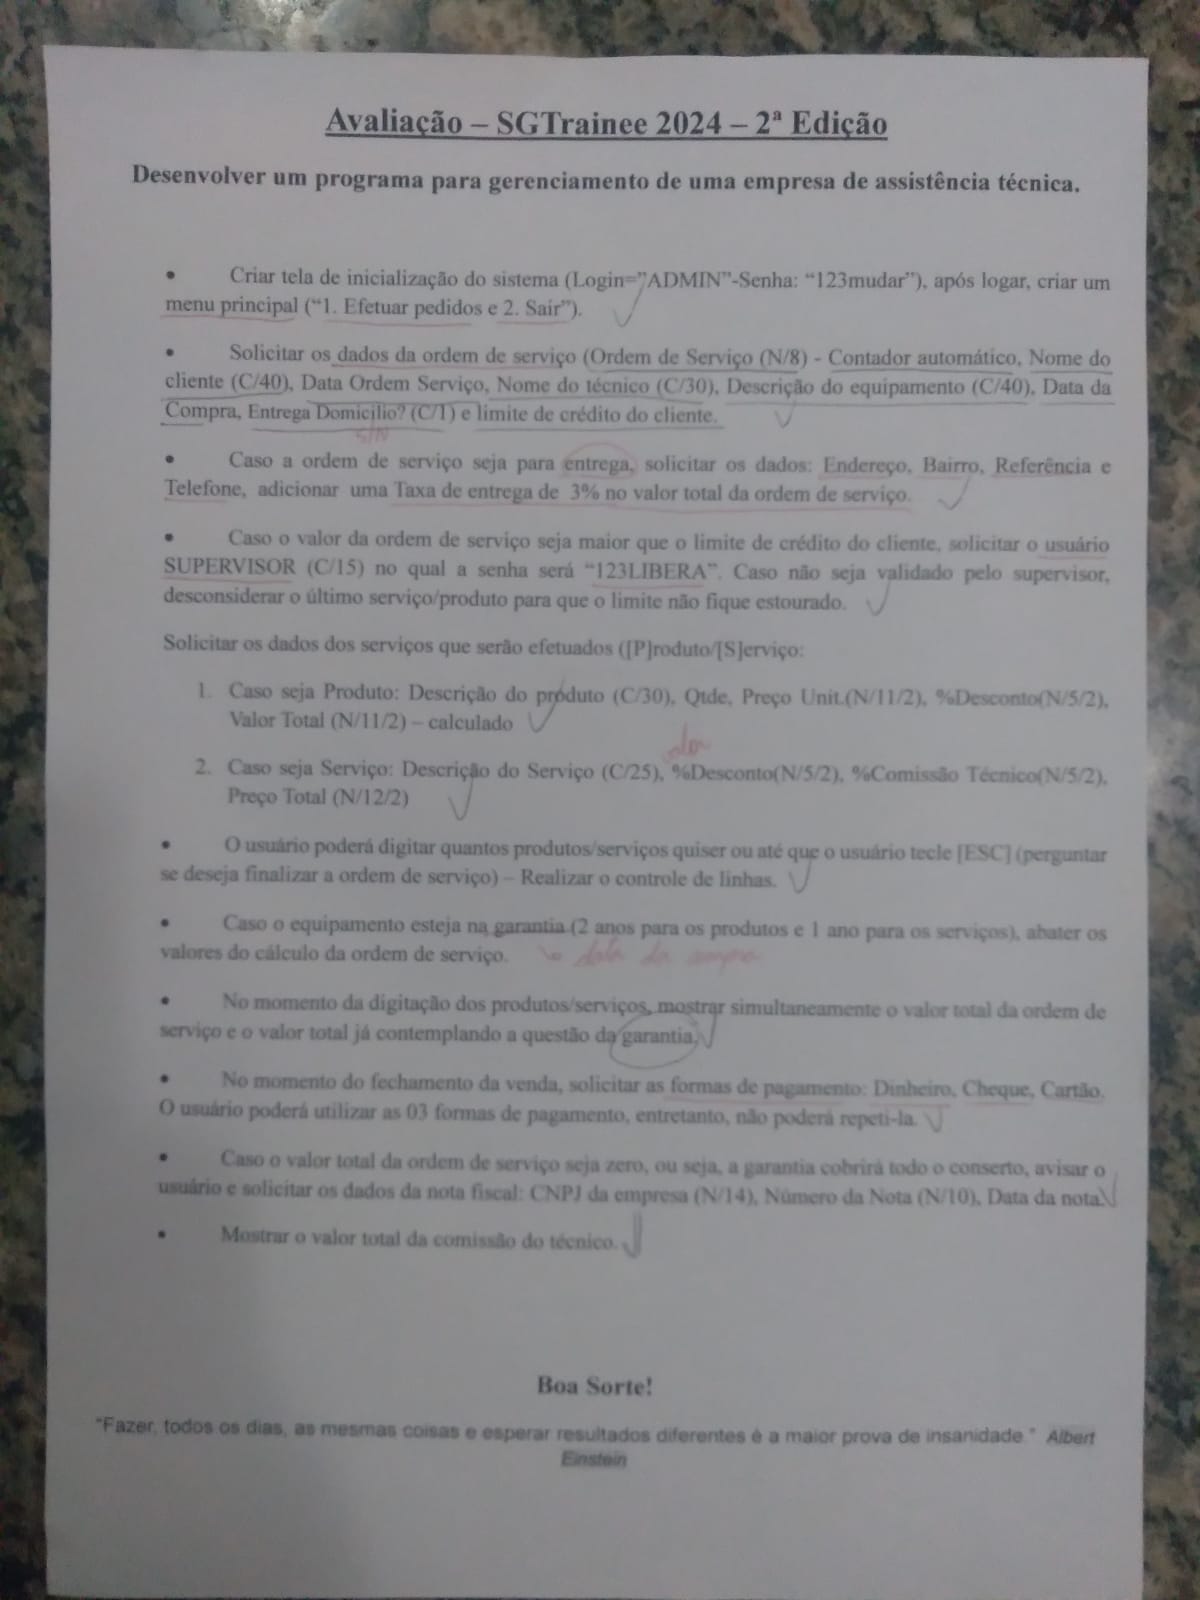 Avaliação – SGTrainee 2024 – 2ª Edição
Desenvolver um programa para gerenciamento de uma empresa de assistência técnica.
• Criar tela de inicialização do sistema (Login="ADMIN"-Senha: “123mudar”), após logar, criar um
menu principal (“1. Efetuar pedidos e 2. Sair”).
• Solicitar os dados da ordem de serviço (Ordem de Serviço (N/8) - Contador automático, Nome do
cliente (C/40), Data Ordem Serviço, Nome do técnico (C/30), Descrição do equipamento (C/40), Data da
Compra, Entrega Domicilio? (C/1) e limite de crédito do cliente.
S/N
• Caso a ordem de serviço seja para entrega, solicitar os dados: Endereço, Bairro, Referência e
Telefone, adicionar uma Taxa de entrega de 3% no valor total da ordem de serviço.
• Caso o valor da ordem de serviço seja maior que o limite de crédito do cliente, solicitar o usuário
SUPERVISOR (C/15) no qual a senha será “123LIBERA”. Caso não seja validado pelo supervisor,
desconsiderar o último serviço/produto para que o limite não fique estourado.
Solicitar os dados dos serviços que serão efetuados ([P]roduto/[S]erviço:
1. Caso seja Produto: Descrição do produto (C/30), Qtde, Preço Unit.(N/11/2), %Desconto(N/5/2),
Valor Total (N/11/2) – calculado
valor
2. Caso seja Serviço: Descrição do Serviço (C/25), %Desconto(N/5/2), %Comissão Técnico(N/5/2),
Preço Total (N/12/2)
• O usuário poderá digitar quantos produtos/serviços quiser ou até que o usuário tecle [ESC] (perguntar
se deseja finalizar a ordem de serviço) – Realizar o controle de linhas.
• Caso o equipamento esteja na garantia (2 anos para os produtos e 1 ano para os serviços), abater os
valores do cálculo da ordem de serviço. data da compra
• No momento da digitação dos produtos/serviços, mostrar simultaneamente o valor total da ordem de
serviço e o valor total já contemplando a questão da garantia.
• No momento do fechamento da venda, solicitar as formas de pagamento: Dinheiro, Cheque, Cartão.
O usuário poderá utilizar as 03 formas de pagamento, entretanto, não poderá repeti-la.
• Caso o valor total da ordem de serviço seja zero, ou seja, a garantia cobrirá todo o conserto, avisar o
usuário e solicitar os dados da nota fiscal: CNPJ da empresa (N/14), Número da Nota (N/10), Data da nota.
• Mostrar o valor total da comissão do técnico.
Boa Sorte!
“Fazer, todos os dias, as mesmas coisas e esperar resultados diferentes é a maior prova de insanidade.” Albert
Einstein